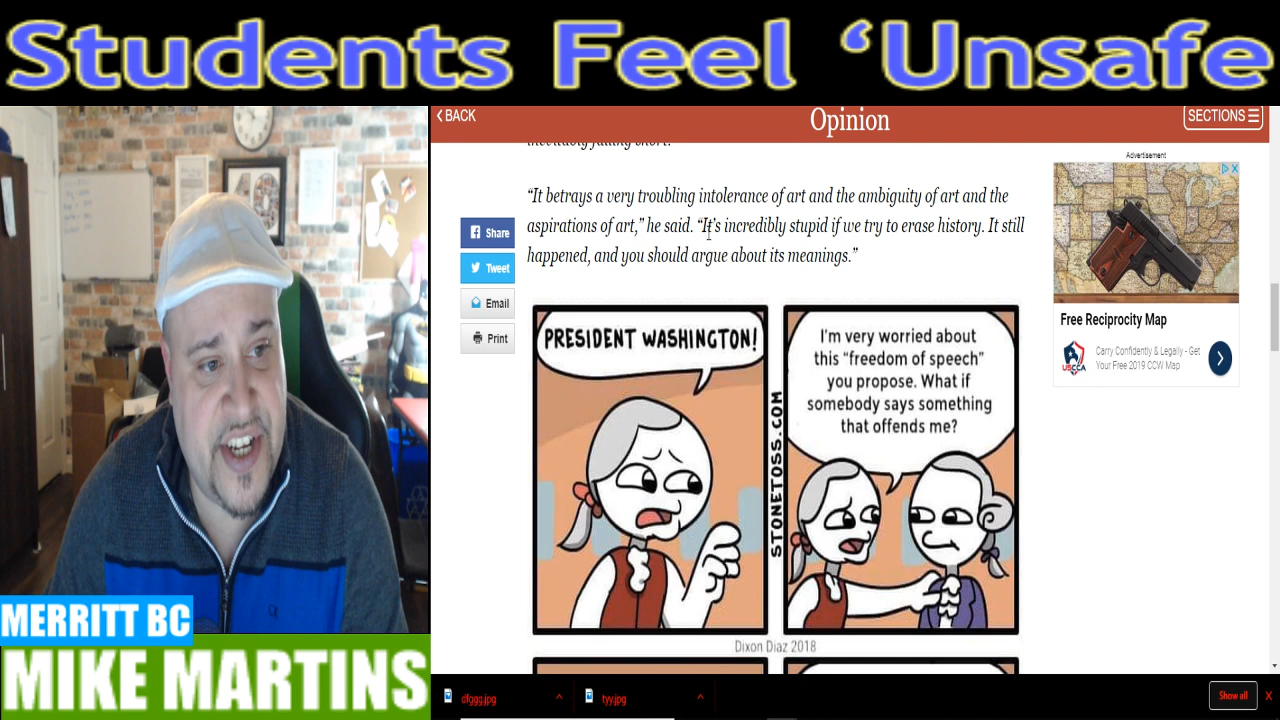 Students Feel ‘Unsafe
BACK
Opinion
SECTIONS
inevitably falling short.
“It betrays a very troubling intolerance of art and the ambiguity of art and the
aspirations of art,” he said. “It’s incredibly stupid if we try to erase history. It still
happened, and you should argue about its meanings.”
Share
Tweet
Email
Print
Advertisement
Free Reciprocity Map
USCCA
Carry Confidently & Legally - Get
Your Free 2019 CCW Map
PRESIDENT WASHINGTON!
STONETOSS.COM
I'm very worried about
this “freedom of speech”
you propose. What if
somebody says something
that offends me?
Dixon Diaz 2018
MERRITT BC
MIKE MARTINS
dfggg.jpg
tyy.jpg
Show all
X